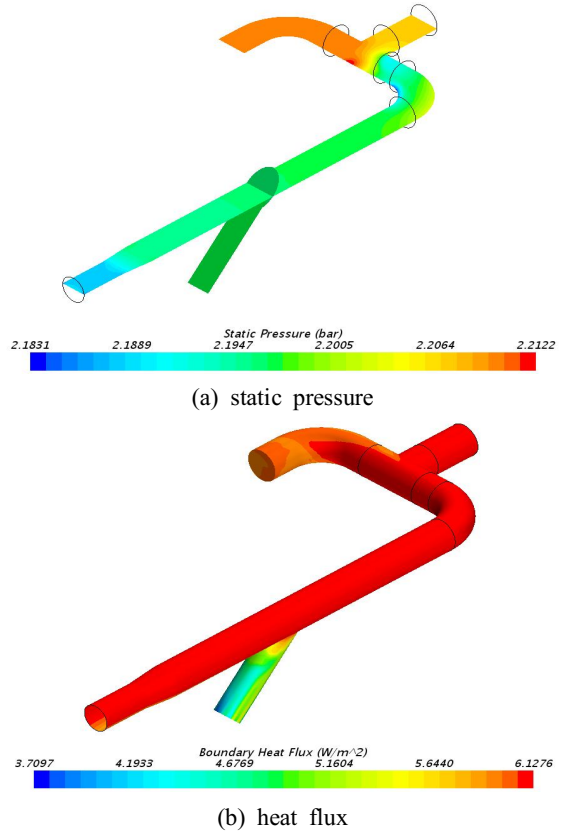 Static Pressure (bar)
2.1831 2.1889 2.1947 2.2005 2.2064 2.2122
(a) static pressure
Boundary Heat Flux (W/m^2)
3.7097 4.1933 4.6769 5.1604 5.6440 6.1276
(b) heat flux